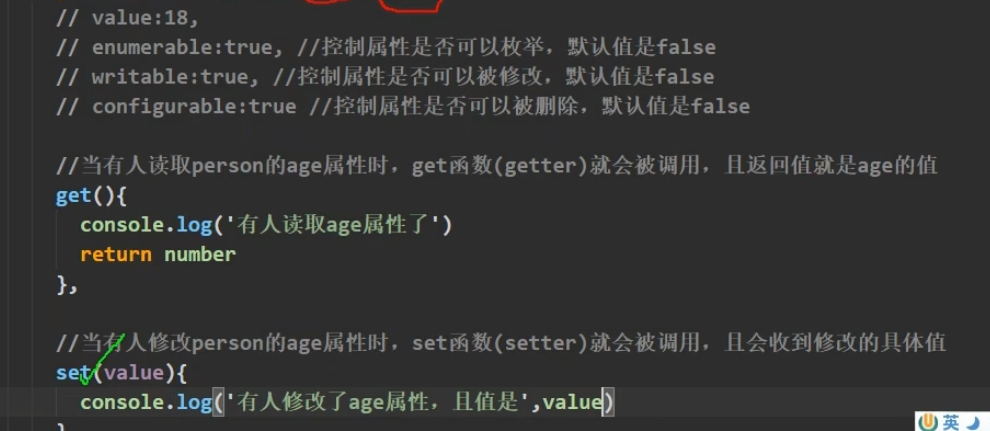 // value:18,
// enumerable:true, //控制属性是否可以枚举，默认值是false
// writable:true, //控制属性是否可以被修改，默认值是false
// configurable:true //控制属性是否可以被删除，默认值是false
//当有人读取person的age属性时，get函数(getter)就会被调用，且返回值就是age的值
get(){
console.log('有人读取age属性了')
return number
},
//当有人修改person的age属性时，set函数(setter)就会被调用，且会收到修改的具体值
set(value){
console.log('有人修改了age属性，且值是',value)
}
英